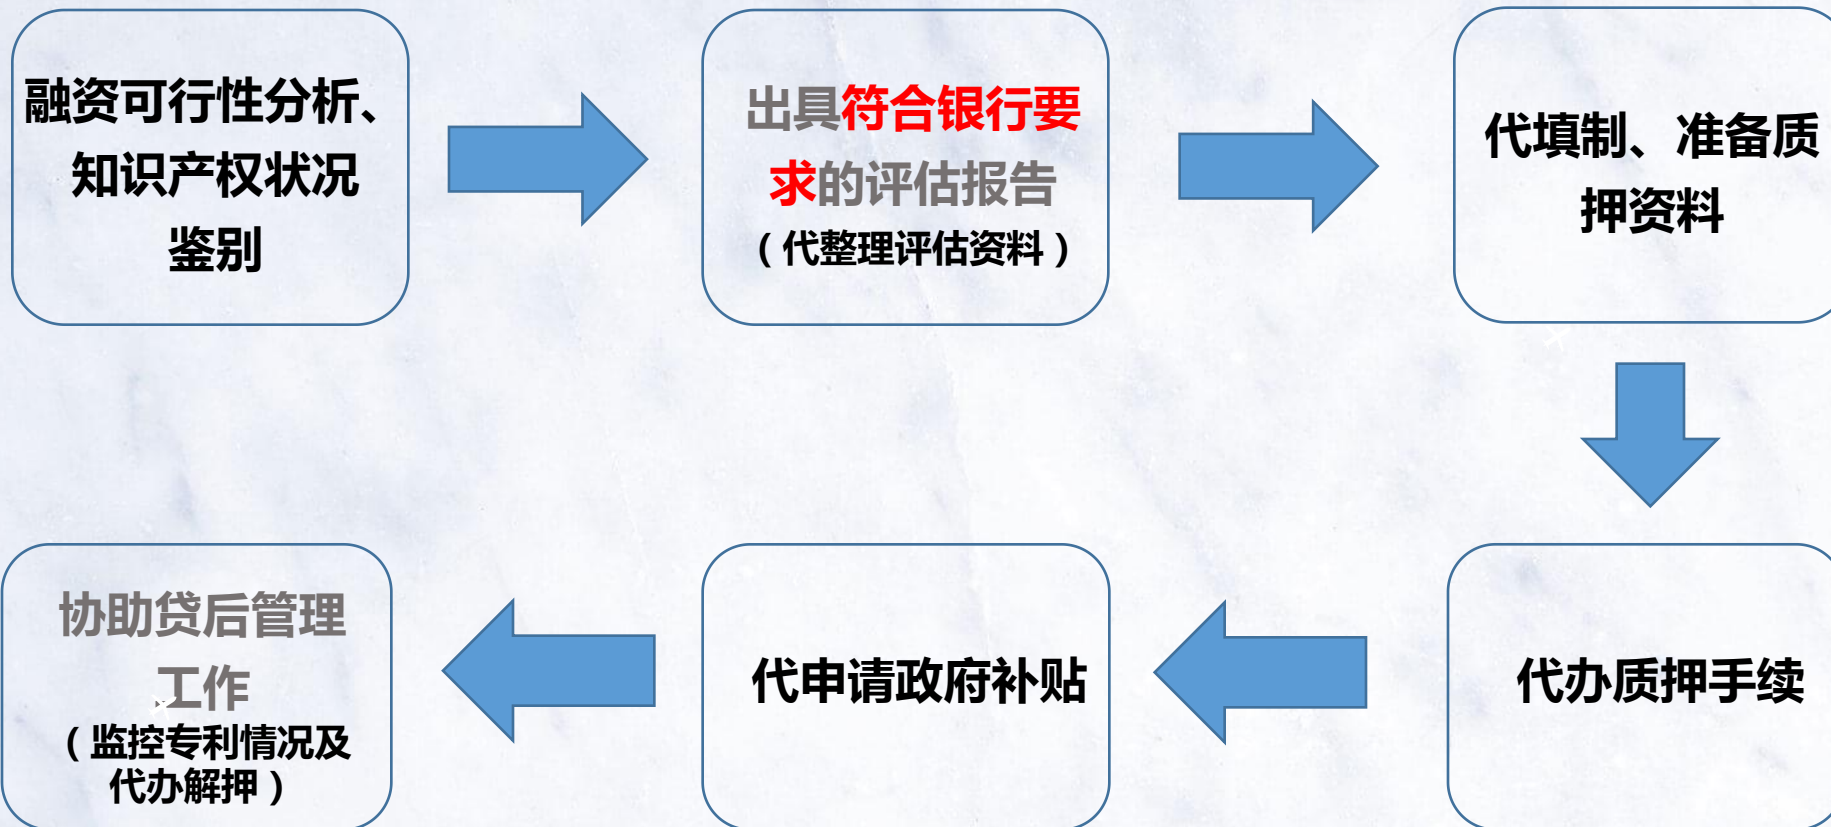 融资可行性分析、
知识产权状况
鉴别
出具符合银行要
求的评估报告
（代整理评估资料）
代填制、准备质
押资料
代办质押手续
代申请政府补贴
协助贷后管理
工作
（监控专利情况及
代办解押）